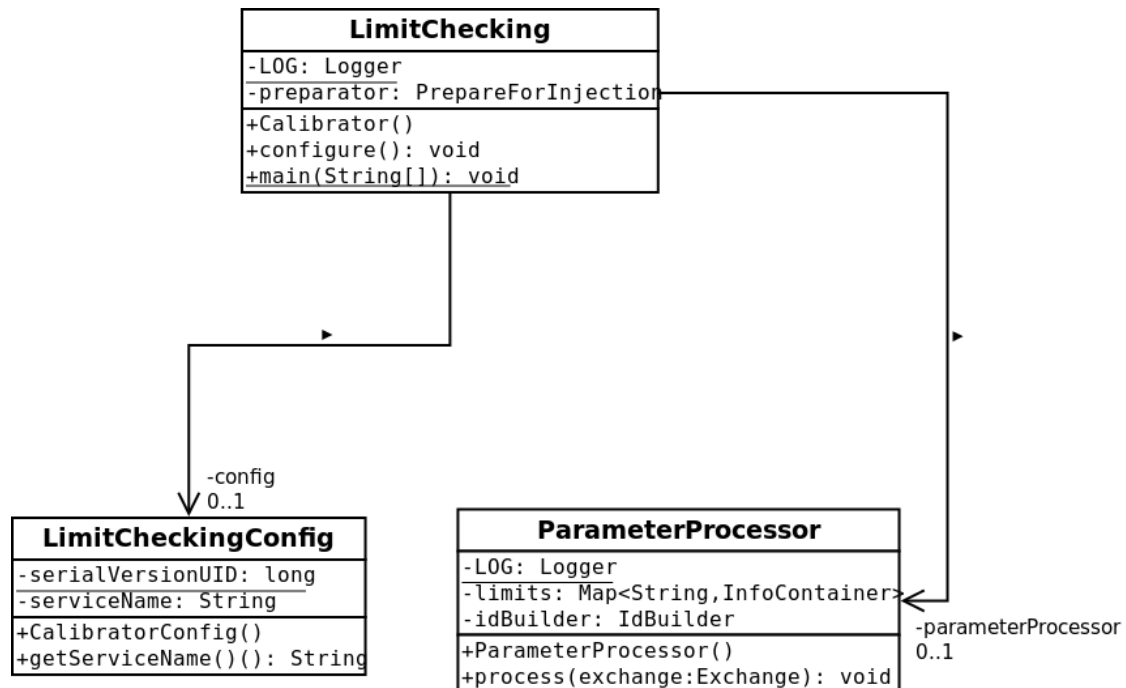 LimitChecking
-LOG: Logger
-preparator: PrepareForInjection
+Calibrator()
+configure(): void
+main(String[]): void
-config
0..1
LimitCheckingConfig
-serialVersionUID: long
-serviceName: String
+CalibratorConfig()
+getServiceName()(): String
ParameterProcessor
-LOG: Logger
-limits: Map<String,InfoContainer>
-idBuilder: IdBuilder
+ParameterProcessor()
+process(exchange:Exchange): void
-parameterProcessor
0..1